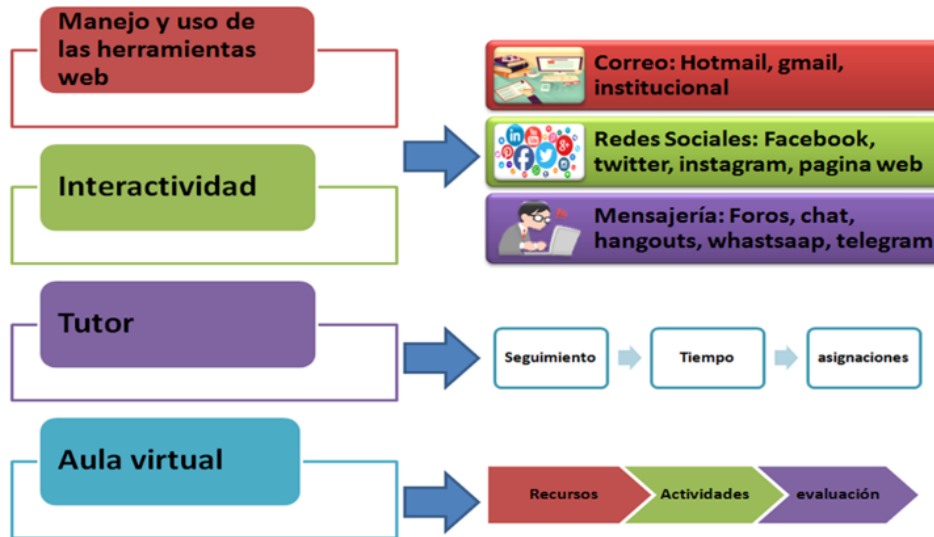 Manejo y uso de
las herramientas
web
Correo: Hotmail, gmail,
institucional
Interactividad
Redes Sociales: Facebook,
twitter, instagram, pagina web
Mensajería: Foros, chat,
hangouts, whastsaap, telegram
Tutor
Seguimiento
Tiempo
asignaciones
Aula virtual
Recursos
Actividades
evaluación